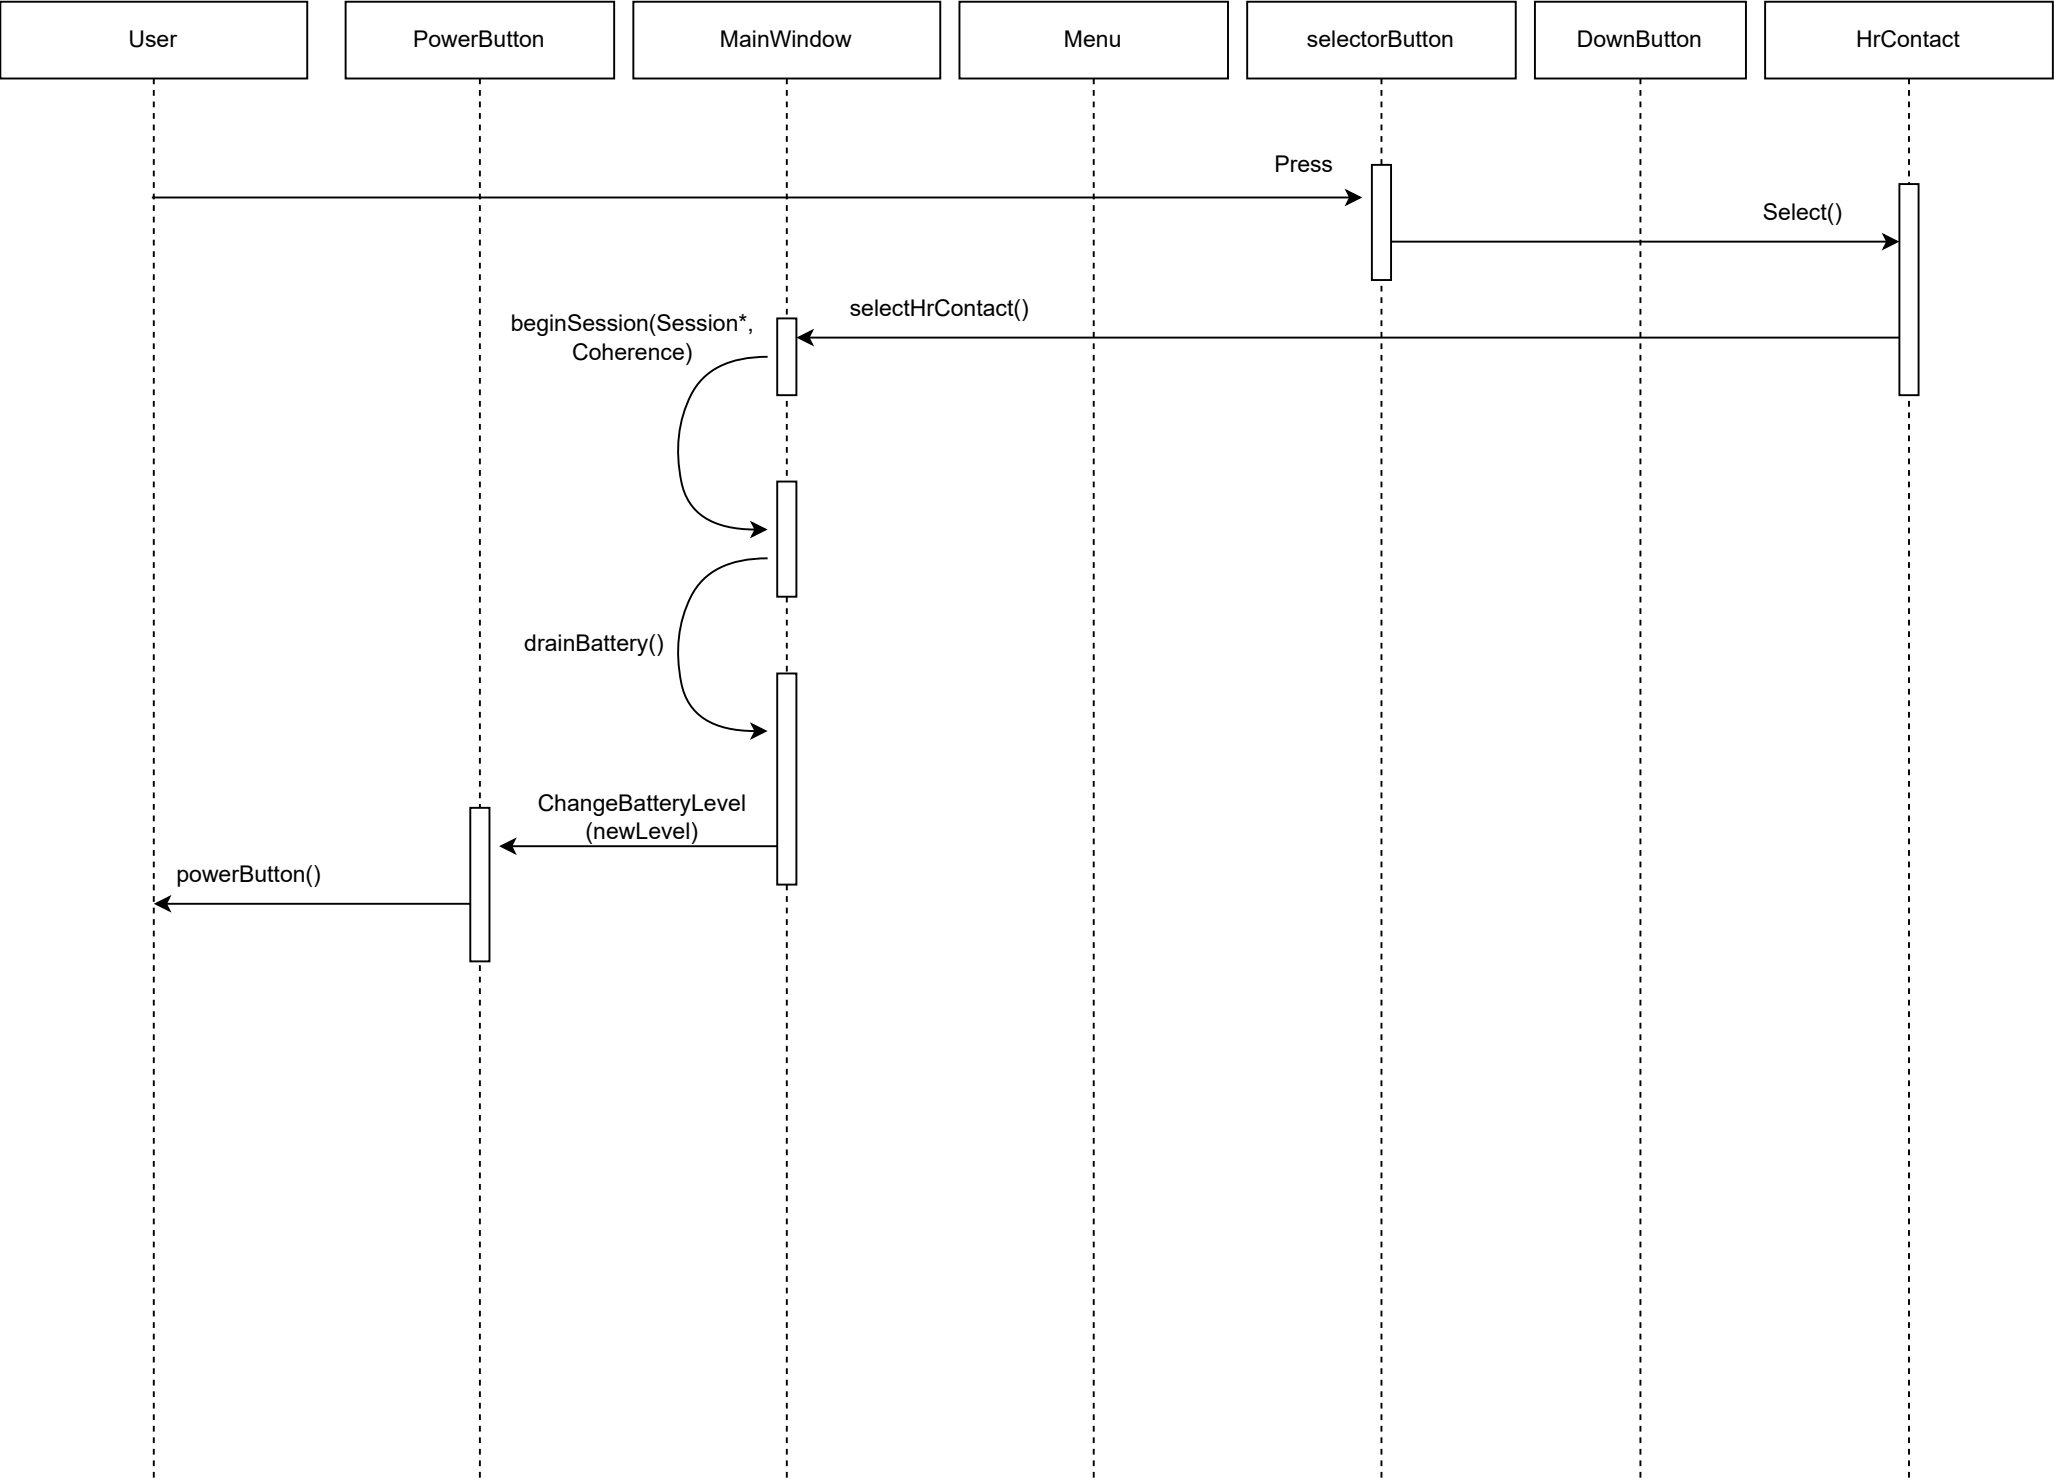 User
PowerButton
MainWindow
Menu
selectorButton
DownButton
HrContact
Press
Select()
selectHrContact()
beginSession(Session*,
Coherence)
drainBattery()
ChangeBatteryLevel
(newLevel)
powerButton()